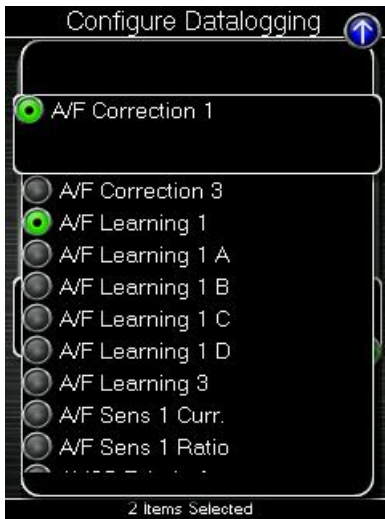 Configure Datalogging
A/F Correction 1
A/F Correction 3
A/F Learning 1
A/F Learning 1 A
A/F Learning 1 B
A/F Learning 1 C
A/F Learning 1 D
A/F Learning 3
A/F Sens 1 Curr.
A/F Sens 1 Ratio
2 Items Selected